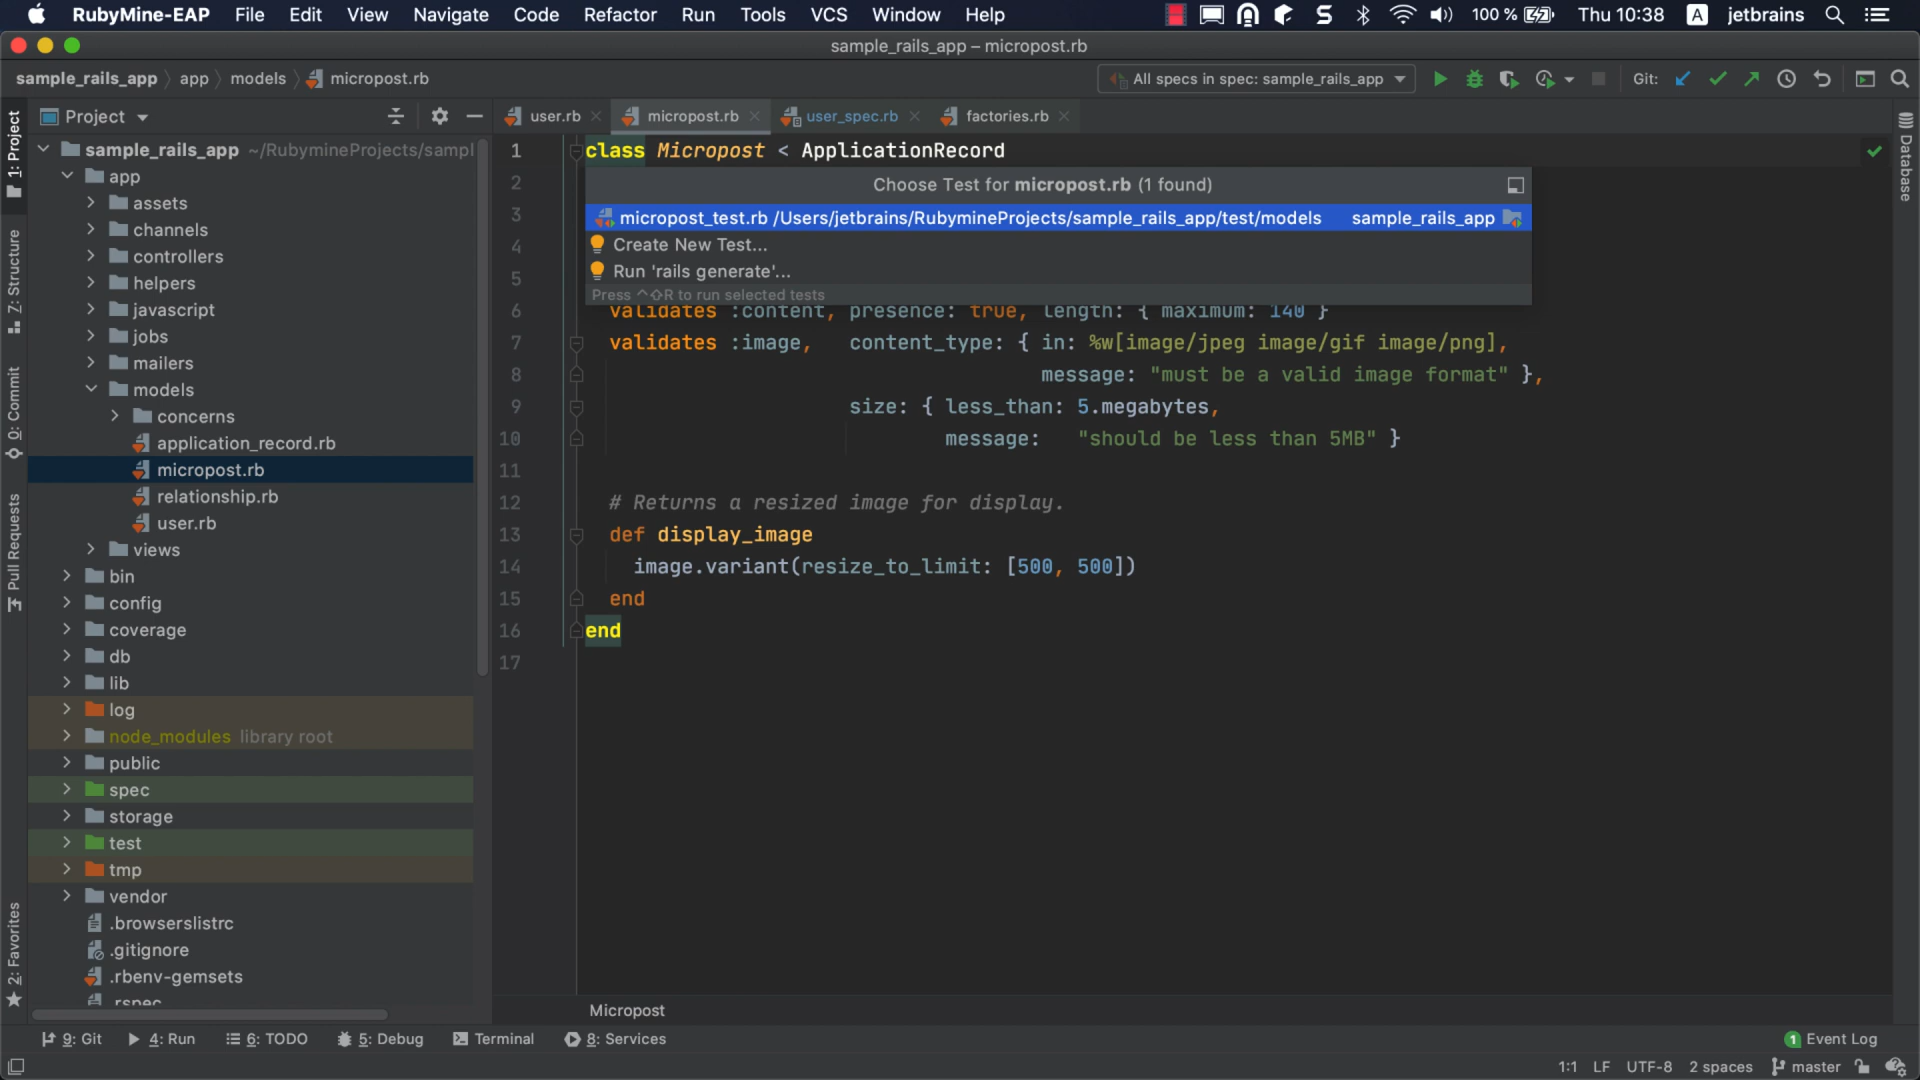 RubyMine-EAP File Edit View Navigate Code Refactor Run Tools VCS Window Help 100 % Thu 10:38 A jetbrains
sample_rails_app – micropost.rb
sample_rails_app app models micropost.rb All specs in spec: sample_rails_app Git:
1: Project
Z: Structure
0: Commit
Pull Requests
2: Favorites
Project
sample_rails_app ~/RubymineProjects/sampl
app
assets
channels
controllers
helpers
javascript
jobs
mailers
models
concerns
application_record.rb
micropost.rb
relationship.rb
user.rb
views
bin
config
coverage
db
lib
log
node_modules library root
public
spec
storage
test
tmp
vendor
.browserslistrc
.gitignore
.rbenv-gemsets
.rspec
user.rb micropost.rb user_spec.rb factories.rb
1 class Micropost < ApplicationRecord
2
3
4
5
Choose Test for micropost.rb (1 found)
micropost_test.rb /Users/jetbrains/RubymineProjects/sample_rails_app/test/models sample_rails_app
Create New Test...
Run 'rails generate'...
Press ^⇧R to run selected tests
6 validates :content, presence: true, length: { maximum: 140 }
7 validates :image, content_type: { in: %w[image/jpeg image/gif image/png],
8 message: "must be a valid image format" },
9 size: { less_than: 5.megabytes,
10 message: "should be less than 5MB" }
11
12 # Returns a resized image for display.
13 def display_image
14 image.variant(resize_to_limit: [500, 500])
15 end
16 end
17
Micropost
Database
9: Git 4: Run 6: TODO 5: Debug Terminal 8: Services 1 Event Log
1:1 LF UTF-8 2 spaces master